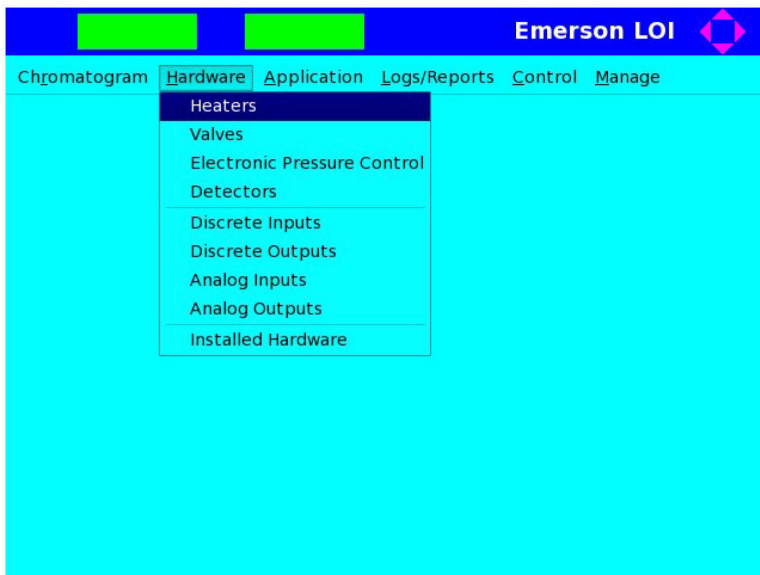 Emerson LOI
Chromatogram Hardware Application Logs/Reports Control Manage
Heaters
Valves
Electronic Pressure Control
Detectors
Discrete Inputs
Discrete Outputs
Analog Inputs
Analog Outputs
Installed Hardware